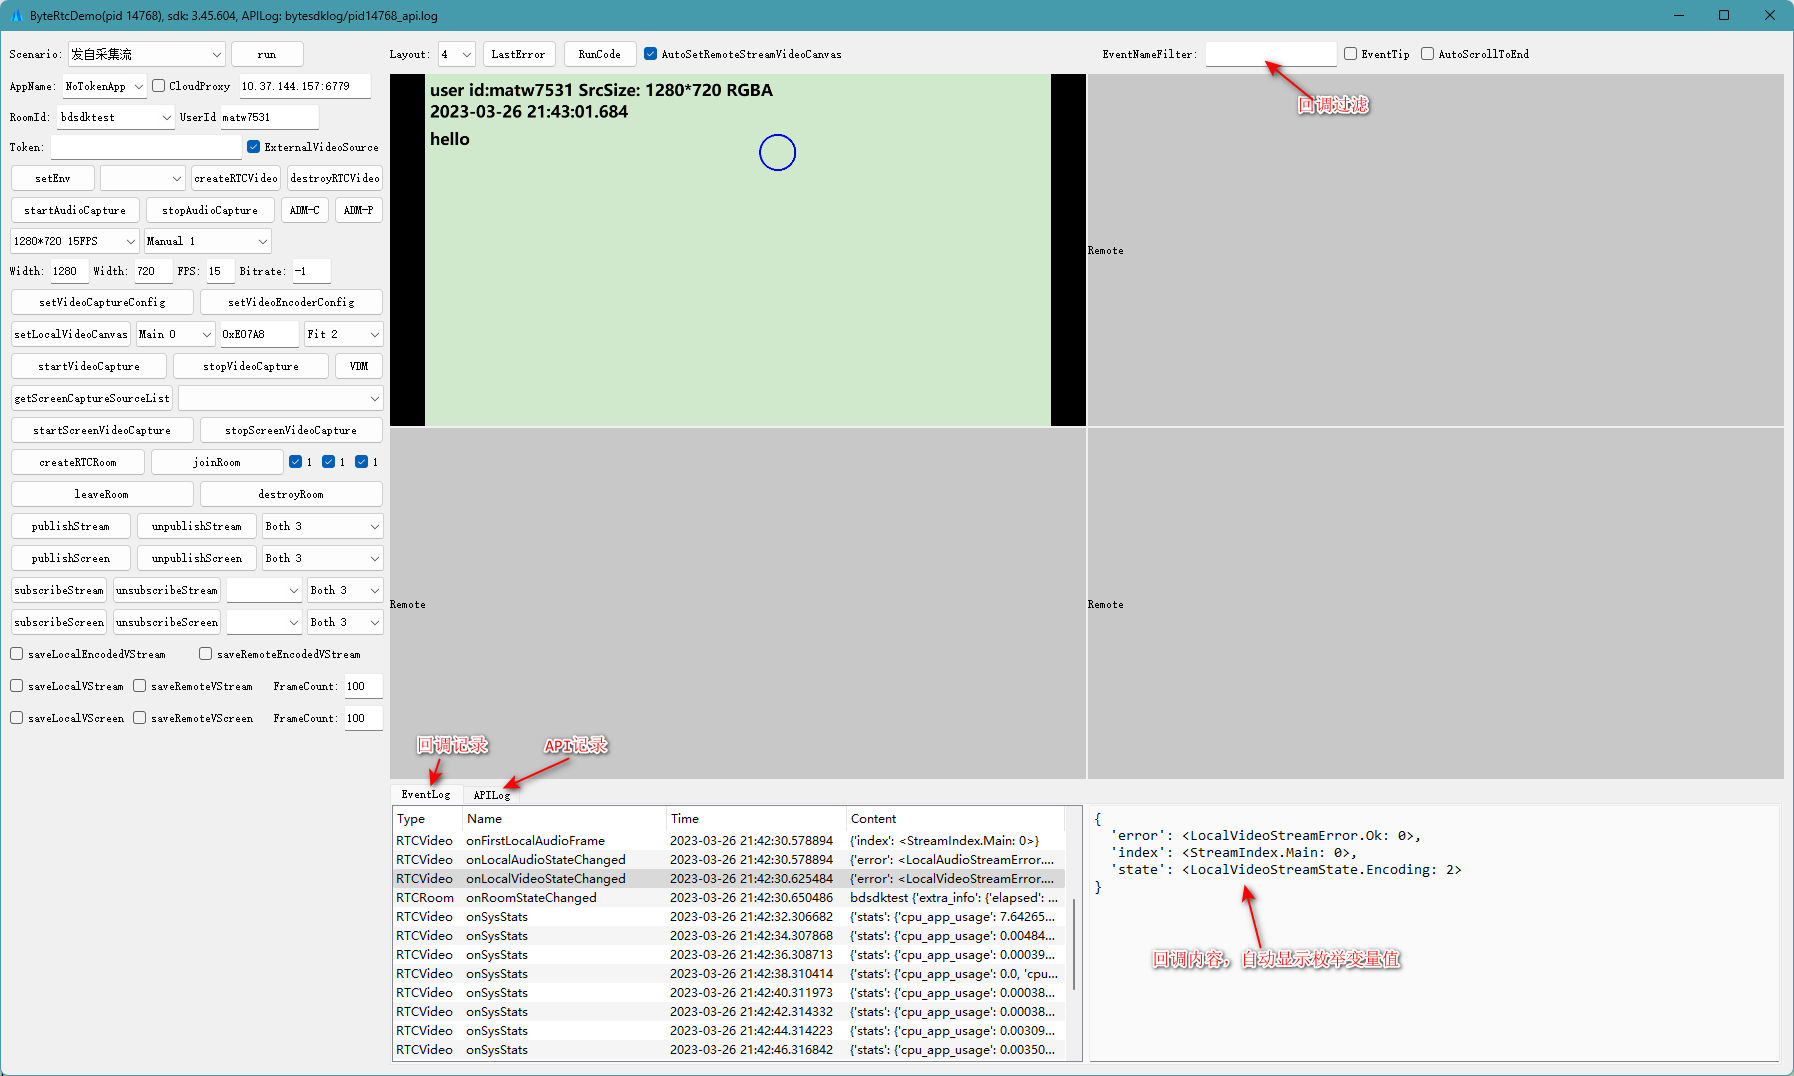 ByteRtcDemo(pid 14768), sdk: 3.45.604, APILog: bytesdklog/pid14768_api.log
Scenario: 发自采集流 run
Layout: 4 LastError RunCode AutoSetRemoteStreamVideoCanvas
EventNameFilter: EventTip AutoScrollToEnd
AppName: NoTokenApp CloudProxy 10.37.144.157:6779
RoomId: bdsdktest UserId matw7531
Token: ExternalVideoSource
setEnv createRTCVideo destroyRTCVideo
startAudioCapture stopAudioCapture ADM-C ADM-P
1280*720 15FPS Manual 1
Width: 1280 Width: 720 FPS: 15 Bitrate: -1
setVideoCaptureConfig setVideoEncoderConfig
setLocalVideoCanvas Main 0 0xE07A8 Fit 2
startVideoCapture stopVideoCapture VDM
getScreenCaptureSourceList
startScreenVideoCapture stopScreenVideoCapture
createRTCRoom joinRoom 1 1 1
leaveRoom destroyRoom
publishStream unpublishStream Both 3
publishScreen unpublishScreen Both 3
subscribeStream unsubscribeStream Both 3
subscribeScreen unsubscribeScreen Both 3
saveLocalEncodedVStream saveRemoteEncodedVStream
saveLocalVStream saveRemoteVStream FrameCount: 100
saveLocalVScreen saveRemoteVScreen FrameCount: 100
user id:matw7531 SrcSize: 1280*720 RGBA
2023-03-26 21:43:01.684
hello
回调过滤
Remote
Remote
Remote
回调记录
API记录
EventLog APILog
Type Name Time Content
RTCVideo onFirstLocalAudioFrame 2023-03-26 21:42:30.578894 {'index': <StreamIndex.Main: 0>}
RTCVideo onLocalAudioStateChanged 2023-03-26 21:42:30.578894 {'error': <LocalAudioStreamError....
RTCVideo onLocalVideoStateChanged 2023-03-26 21:42:30.625484 {'error': <LocalVideoStreamError....
RTCRoom onRoomStateChanged 2023-03-26 21:42:30.650486 bdsdktest {'extra_info': {'elapsed': ...
RTCVideo onSysStats 2023-03-26 21:42:32.306682 {'stats': {'cpu_app_usage': 7.64265...
RTCVideo onSysStats 2023-03-26 21:42:34.307868 {'stats': {'cpu_app_usage': 0.00484...
RTCVideo onSysStats 2023-03-26 21:42:36.308713 {'stats': {'cpu_app_usage': 0.00039...
RTCVideo onSysStats 2023-03-26 21:42:38.310414 {'stats': {'cpu_app_usage': 0.0, 'cpu...
RTCVideo onSysStats 2023-03-26 21:42:40.311973 {'stats': {'cpu_app_usage': 0.00038...
RTCVideo onSysStats 2023-03-26 21:42:42.314332 {'stats': {'cpu_app_usage': 0.00038...
RTCVideo onSysStats 2023-03-26 21:42:44.314223 {'stats': {'cpu_app_usage': 0.00309...
RTCVideo onSysStats 2023-03-26 21:42:46.316842 {'stats': {'cpu_app_usage': 0.00350...
{
'error': <LocalVideoStreamError.Ok: 0>,
'index': <StreamIndex.Main: 0>,
'state': <LocalVideoStreamState.Encoding: 2>
}
回调内容，自动显示枚举变量值